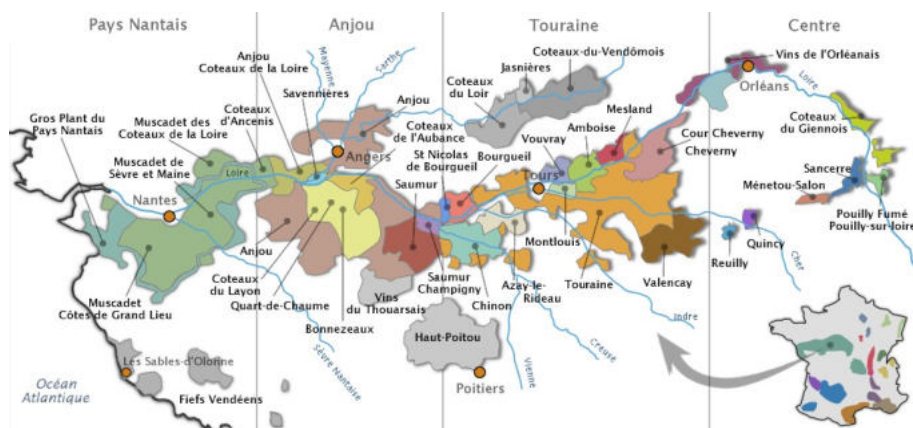 Pays Nantais
Anjou
Touraine
Centre
Gros Plant du
Pays Nantais
Muscadet des
Coteaux de la Loire
Muscadet de
Sèvre et Maine
Coteaux
d'Ancenis
Loire
Nantes
Muscadet
Côtes de Grand Lieu
Les Sables-d'Olonne
Fiefs Vendéens
Océan
Atlantique
Sèvre Nantaise
Anjou
Coteaux de la Loire
Savennières
Mayenne
Sarthe
Anjou
Angers
Coteaux
de l'Aubance
St Nicolas
de Bourgueil
Saumur
Anjou
Coteaux
du Layon
Quart-de-Chaume
Bonnezeaux
Vins
du Thouarsais
Saumur
Champigny
Haut-Poitou
Poitiers
Coteaux
du Loir
Jasnières
Coteaux-du-Vendômois
Bourgueil
Vouvray
Amboise
Mesland
Cour Cheverny
Cheverny
Tours
Montlouis
Chinon
Azay-le-
Rideau
Touraine
Valencay
Vienne
Creuse
Indre
Cher
Vins de l'Orléanais
Orléans
Loire
Coteaux
du Giennois
Sancerre
Ménetou-Salon
Pouilly Fumé
Pouilly-sur-loire
Quincy
Reuilly